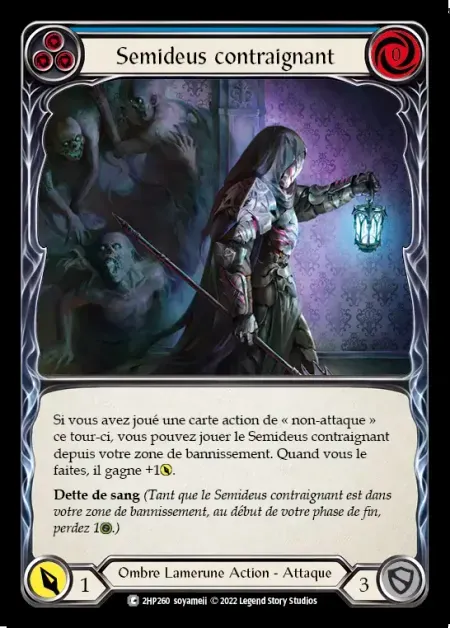 Semideus contraignant
0
Si vous avez joué une carte action de « non-attaque »
ce tour-ci, vous pouvez jouer le Semideus contraignant
depuis votre zone de bannissement. Quand vous le
faites, il gagne +1.
Dette de sang (Tant que le Semideus contraignant est dans
votre zone de bannissement, au début de votre phase de fin,
perdez 1.)
1
Ombre Lamerune Action - Attaque
3
C 2HP260 soyameii ©2022 Legend Story Studios